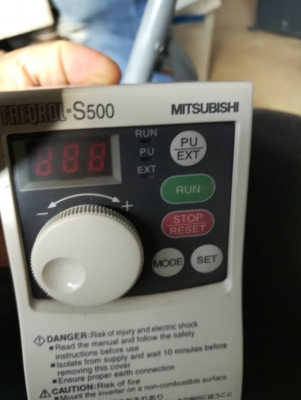 FREQROL-S500
MITSUBISHI
RUN
PU
EXT
PU
EXT
RUN
STOP
RESET
MODE
SET
− +
DANGER: Risk of injury and electric shock
■ Read the manual and follow the safety
instructions before use
■ Isolate from supply and wait 10 minutes before
removing this cover
■ Ensure proper earth connection
CAUTION: Risk of fire
■ Mount the inverter on a non-combustible surface